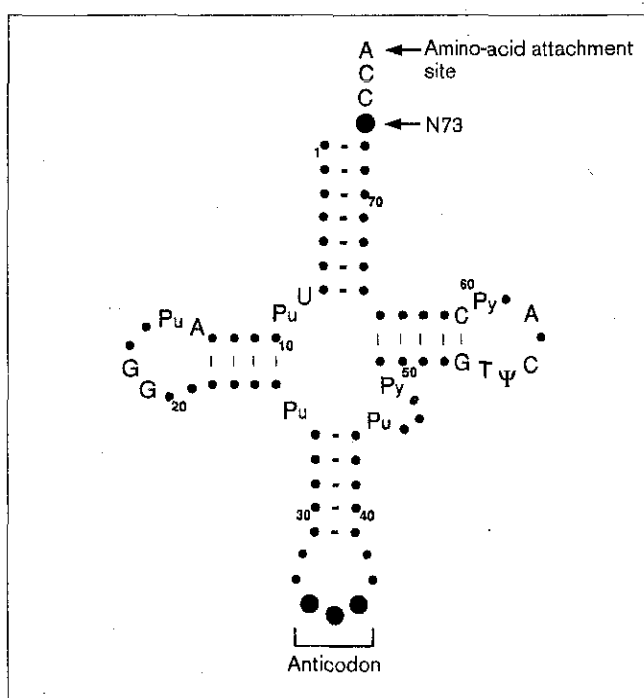 A Amino-acid attachment
C site
C
N73
1
70
U
Pu
Pu A
10
G
G
20
Pu
60
C Py
A
C
G T Ψ
50
Py
Pu
30 40
Anticodon